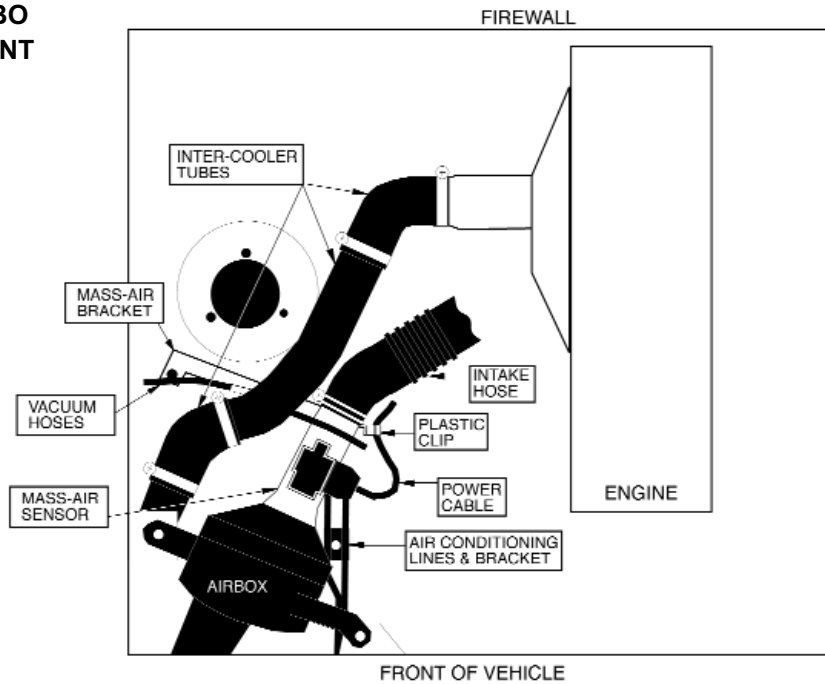 BO
NT
FIREWALL
INTER-COOLER
TUBES
MASS-AIR
BRACKET
INTAKE
HOSE
VACUUM
HOSES
PLASTIC
CLIP
MASS-AIR
SENSOR
POWER
CABLE
ENGINE
AIR CONDITIONING
LINES & BRACKET
AIRBOX
FRONT OF VEHICLE